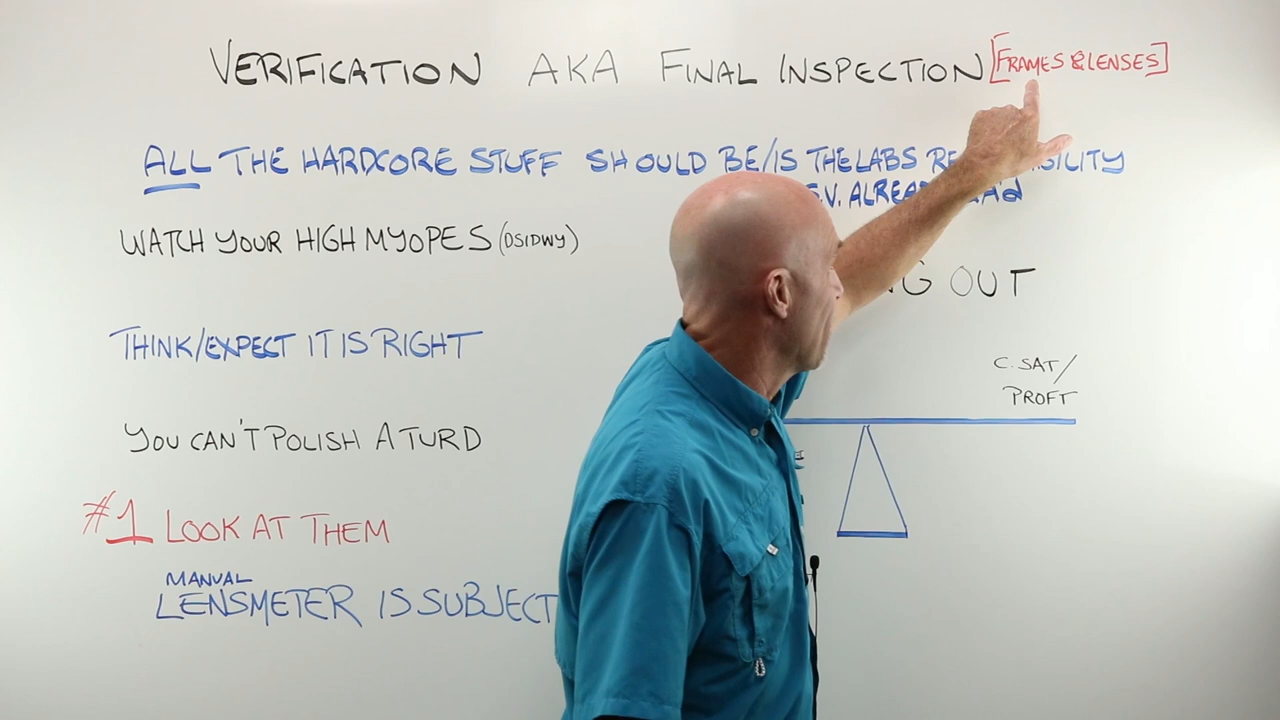 VERIFICATION AKA FINAL INSPECTION [FRAMES & LENSES]
ALL THE HARDCORE STUFF SHOULD BE/IS THE LABS
S.V.
WATCH YOUR HIGH MYOPES (DSIDWY)
OUT
THINK/EXPECT IT IS RIGHT
C. SAT/
PROFT
YOU CAN'T POLISH A TURD
#1 LOOK AT THEM
MANUAL
LENSMETER IS SUBJECT